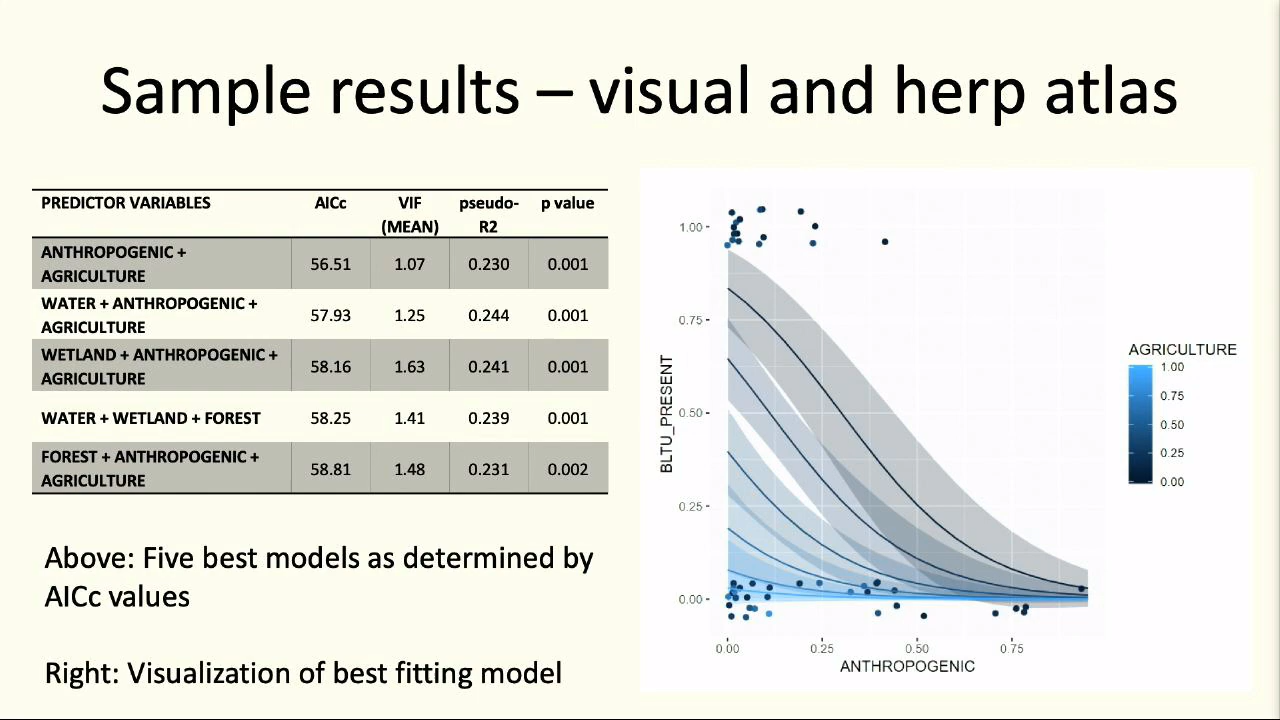 Sample results – visual and herp atlas
PREDICTOR VARIABLES AICc VIF (MEAN) pseudo-R2 p value
ANTHROPOGENIC + AGRICULTURE 56.51 1.07 0.230 0.001
WATER + ANTHROPOGENIC + AGRICULTURE 57.93 1.25 0.244 0.001
WETLAND + ANTHROPOGENIC + AGRICULTURE 58.16 1.63 0.241 0.001
WATER + WETLAND + FOREST 58.25 1.41 0.239 0.001
FOREST + ANTHROPOGENIC + AGRICULTURE 58.81 1.48 0.231 0.002
Above: Five best models as determined by
AICc values
Right: Visualization of best fitting model
BLTU_PRESENT
1.00
0.75
0.50
0.25
0.00
0.00 0.25 0.50 0.75
ANTHROPOGENIC
AGRICULTURE
1.00
0.75
0.50
0.25
0.00